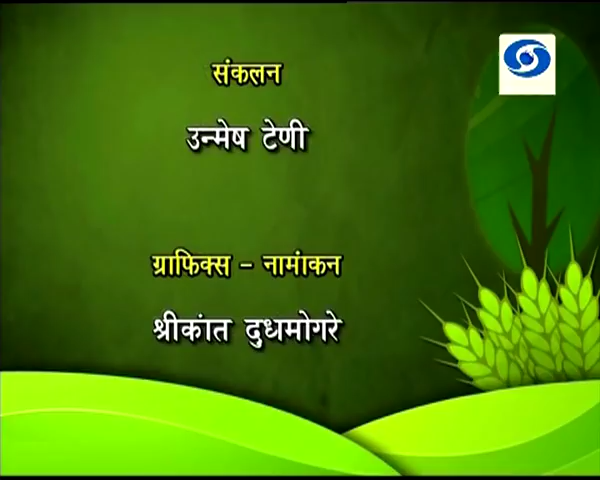 संकलन
उन्मेष टेणी
ग्राफिक्स - नामांकन
श्रीकांत दुधमोगरे